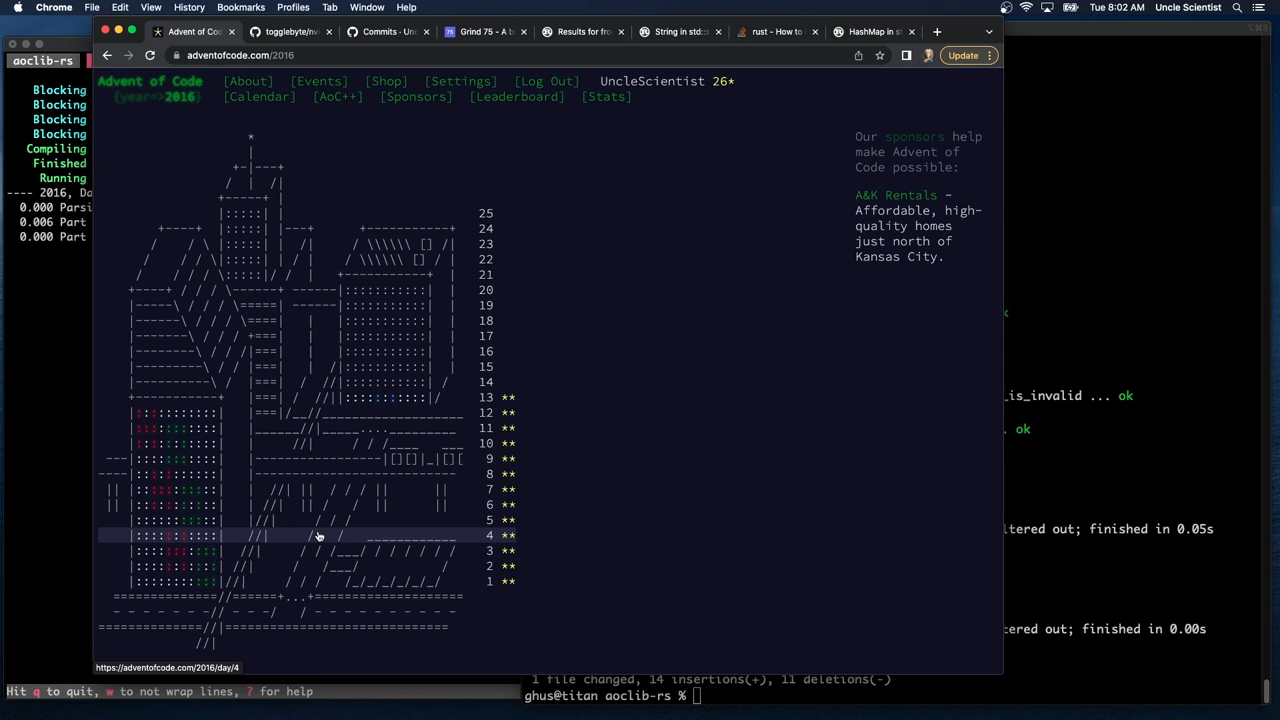 Chrome File Edit View History Bookmarks Profiles Tab Window Help Tue 8:02 AM Uncle Scientist
Advent of Co
togglebyte/nvi
Commits · Unc
Grind 75 - A b
Results for fro
String in std::s
rust - How to
HashMap in st
adventofcode.com/2016
Update
aoclib-rs
Advent of Code [About] [Events] [Shop] [Settings] [Log Out] UncleScientist 26*
{year=>2016} [Calendar] [AoC++] [Sponsors] [Leaderboard] [Stats]
Our sponsors help
make Advent of
Code possible:
A&K Rentals -
Affordable, high-
quality homes
just north of
Kansas City.
Blocking
Blocking
Blocking
Blocking
Compiling
Finished
Running
---- 2016, Da
0.000 Parsi
0.006 Part
0.000 Part
25
24
23
22
21
20
19
18
17
16
15
14
13 **
12 **
11 **
10 **
9 **
8 **
7 **
6 **
5 **
4 **
3 **
2 **
1 **
https://adventofcode.com/2016/day/4
Hit q to quit, w to not wrap lines, ? for help
k
_is_invalid ... ok
. ok
ltered out; finished in 0.05s
tered out; finished in 0.00s
1 file changed, 14 insertions(+), 11 deletions(-)
ghus@titan aoclib-rs %